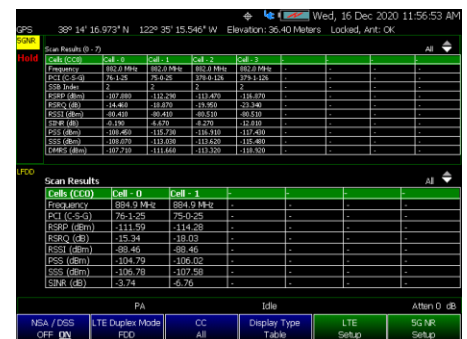 Wed, 16 Dec 2020 11:56:53 AM
GPS 38º 14' 16.973" N 122º 35' 15.546" W Elevation: 36.40 Meters Locked, Ant: OK
5GNR
Hold
Scan Results (0 - 7) All
Cells (CC0) Cell - 0 Cell - 1 Cell - 2 Cell - 3 - - - -
Frequency 882.0 MHz 882.0 MHz 882.0 MHz 882.0 MHz - - - -
PCI (C-S-G) 76-1-25 75-0-25 378-0-126 379-1-126 - - - -
SSB Index 2 2 2 2 - - - -
RSRP (dBm) -107.880 -112.290 -113.470 -116.870 - - - -
RSRQ (dB) -14.460 -18.870 -19.950 -23.340 - - - -
RSSI (dBm) -80.410 -80.410 -80.510 -80.510 - - - -
SINR (dB) -0.190 -6.670 -8.270 -12.010 - - - -
PSS (dBm) -108.450 -115.730 -116.910 -117.430 - - - -
SSS (dBm) -108.070 -113.030 -113.620 -115.480 - - - -
DMRS (dBm) -107.710 -111.660 -113.320 -118.920 - - - -
LFDD
Scan Results All
Cells (CC0) Cell - 0 Cell - 1 - - - -
Frequency 884.9 MHz 884.9 MHz - - - -
PCI (C-S-G) 76-1-25 75-0-25 - - - -
RSRP (dBm) -111.59 -114.28 - - - -
RSRQ (dB) -15.34 -18.03 - - - -
RSSI (dBm) -88.46 -88.46 - - - -
PSS (dBm) -104.79 -106.02 - - - -
SSS (dBm) -106.78 -107.58 - - - -
SINR (dB) -3.74 -6.76 - - - -
PA Idle Atten 0 dB
NSA / DSS LTE Duplex Mode CC Display Type LTE 5G NR
OFF ON FDD All Table Setup Setup